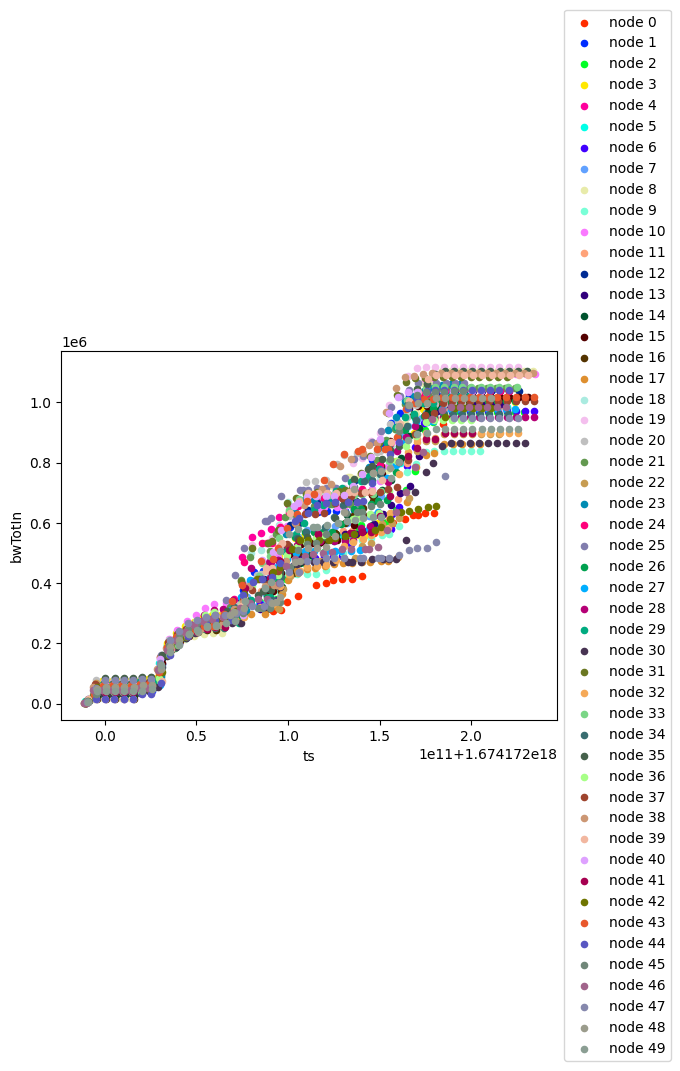 1e6
1.0
0.8
0.6
0.4
0.2
0.0
bwTotIn
0.0 0.5 1.0 1.5 2.0
ts
1e11+1.674172e18
node 0
node 1
node 2
node 3
node 4
node 5
node 6
node 7
node 8
node 9
node 10
node 11
node 12
node 13
node 14
node 15
node 16
node 17
node 18
node 19
node 20
node 21
node 22
node 23
node 24
node 25
node 26
node 27
node 28
node 29
node 30
node 31
node 32
node 33
node 34
node 35
node 36
node 37
node 38
node 39
node 40
node 41
node 42
node 43
node 44
node 45
node 46
node 47
node 48
node 49